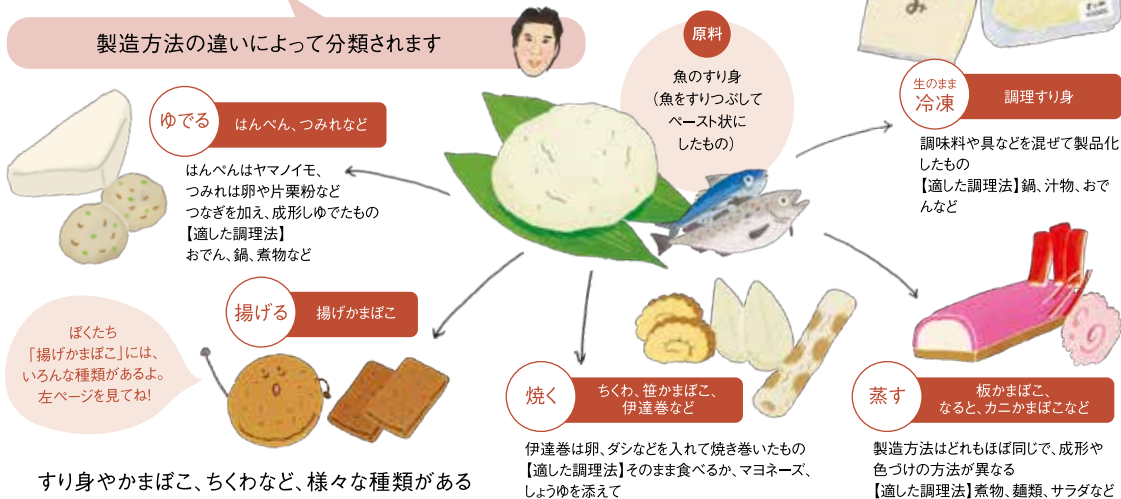 製造方法の違いによって分類されます
原料
魚のすり身
（魚をすりつぶして
ペースト状に
したもの）
み
生のまま
冷凍
調理すり身
調味料や具などを混ぜて製品化
したもの
【適した調理法】鍋、汁物、おで
んなど
ゆでる
はんぺん、つみれなど
はんぺんはヤマノイモ、
つみれは卵や片栗粉など
つなぎを加え、成形しゆでたもの
【適した調理法】
おでん、鍋、煮物など
揚げる
揚げかまぼこ
ぼくたち
「揚げかまぼこ」には、
いろんな種類があるよ。
左ページを見てね!
焼く
ちくわ、笹かまぼこ、
伊達巻など
伊達巻は卵、ダシなどを入れて焼き巻いたもの
【適した調理法】そのまま食べるか、マヨネーズ、
しょうゆを添えて
蒸す
板かまぼこ、
なると、カニかまぼこなど
製造方法はどれもほぼ同じで、成形や
色づけの方法が異なる
【適した調理法】煮物、麺類、サラダなど
すり身やかまぼこ、ちくわなど、様々な種類がある